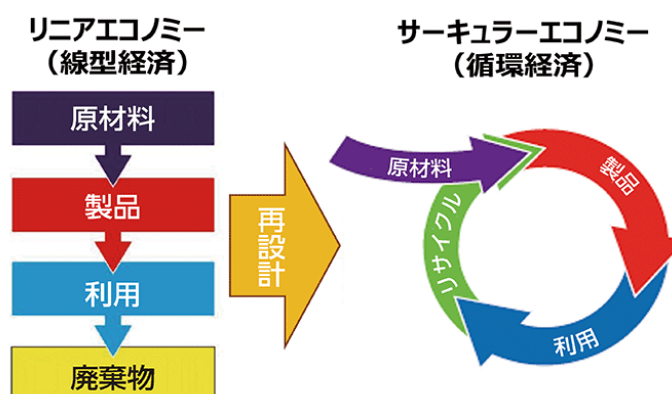 リニアエコノミー
（線型経済）
原材料
製品
利用
廃棄物
再設計
サーキュラーエコノミー
（循環経済）
原材料
製品
利用
リサイクル